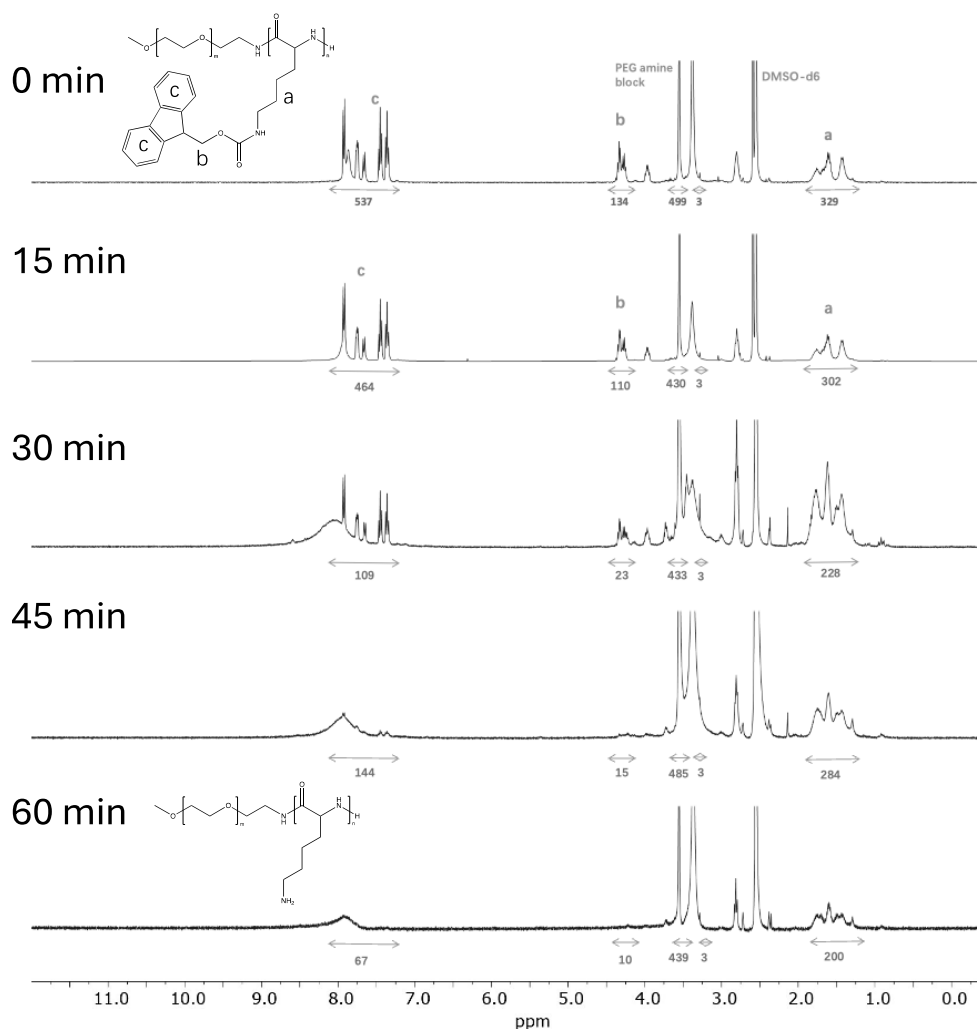 0 min
O
O
O
m
N
H
O
H
N
H
n
c
c
a
b
O
O
NH
c
b
PEG amine
block
DMSO-d6
a
537
134
499
3
329
15 min
c
b
a
464
110
430
3
302
30 min
109
23
433
3
228
45 min
144
15
485
3
284
60 min
O
O
m
N
H
O
H
N
H
n
NH₂
67
10
439
3
200
11.0 10.0 9.0 8.0 7.0 6.0 5.0 4.0 3.0 2.0 1.0 0.0
ppm